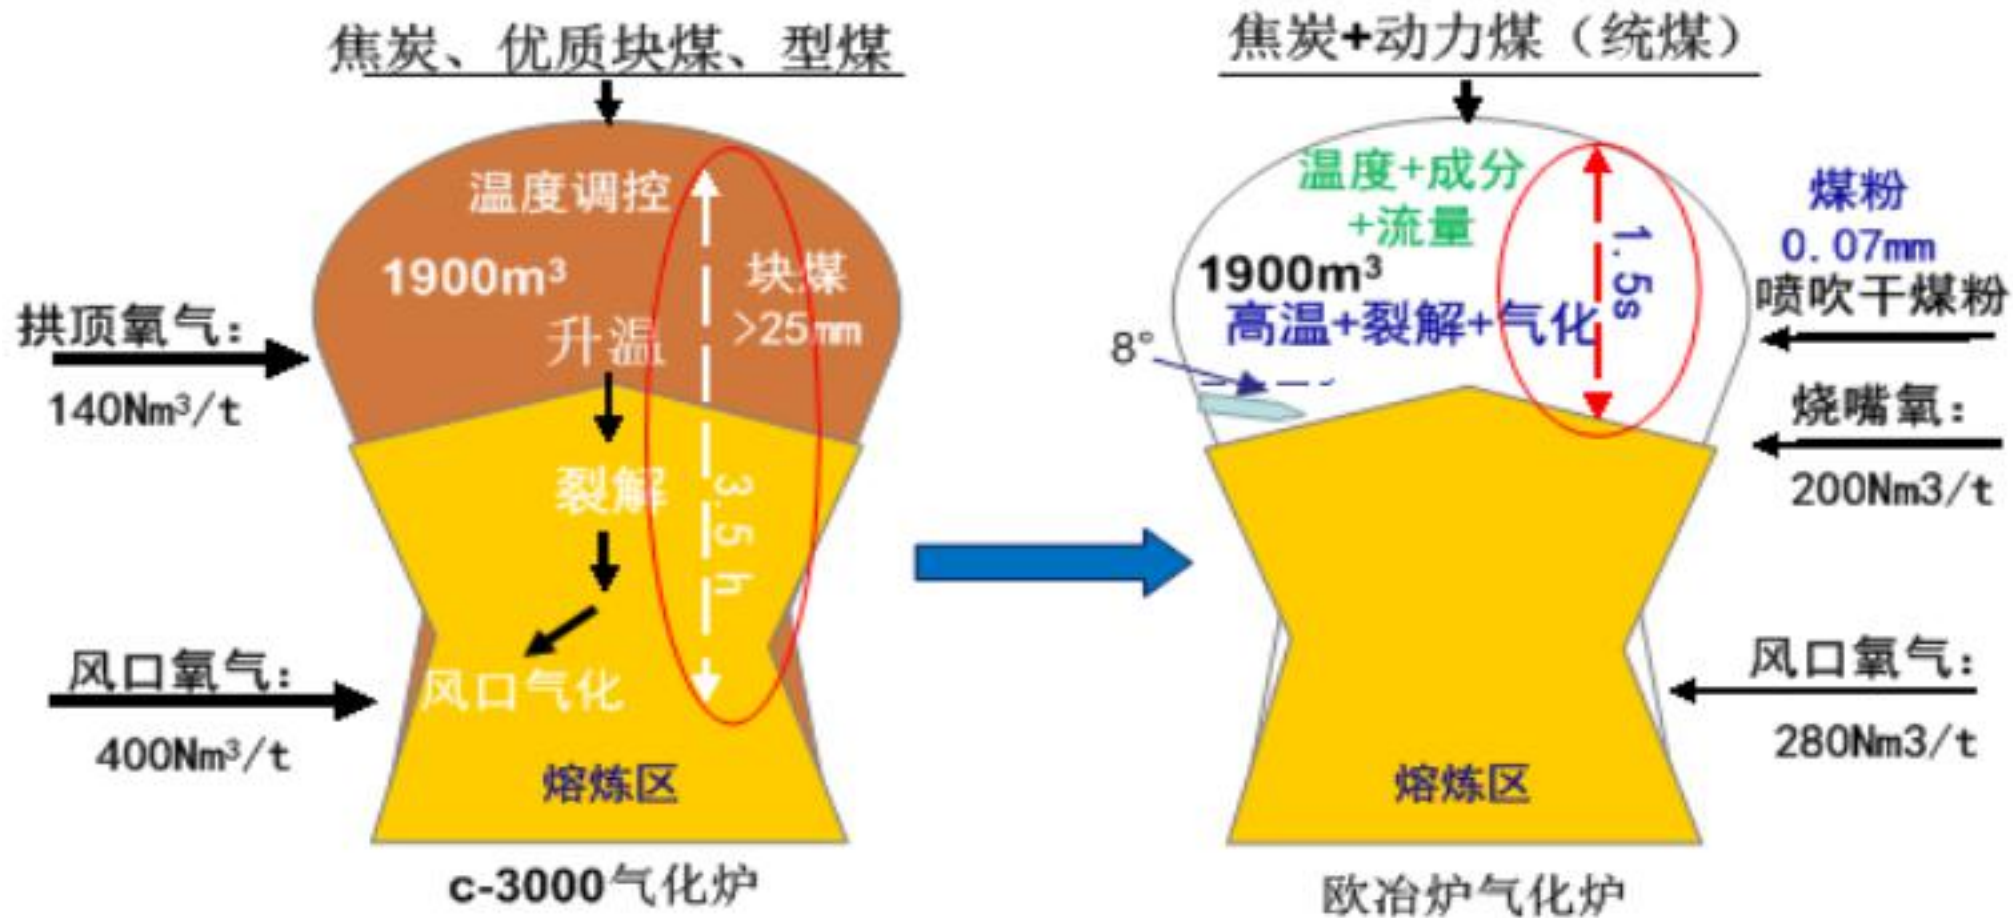 焦炭、优质块煤、型煤
温度调控
1900m³
块煤
>25mm
升温
拱顶氧气：
140Nm³/t
裂解
3.5h
风口氧气：
400Nm³/t
风口气化
熔炼区
c-3000气化炉
焦炭+动力煤（统煤）
温度+成分
+流量
1900m³
高温+裂解+气化
1.5s
8°
煤粉
0.07mm
喷吹干煤粉
烧嘴氧：
200Nm3/t
风口氧气：
280Nm3/t
熔炼区
欧冶炉气化炉